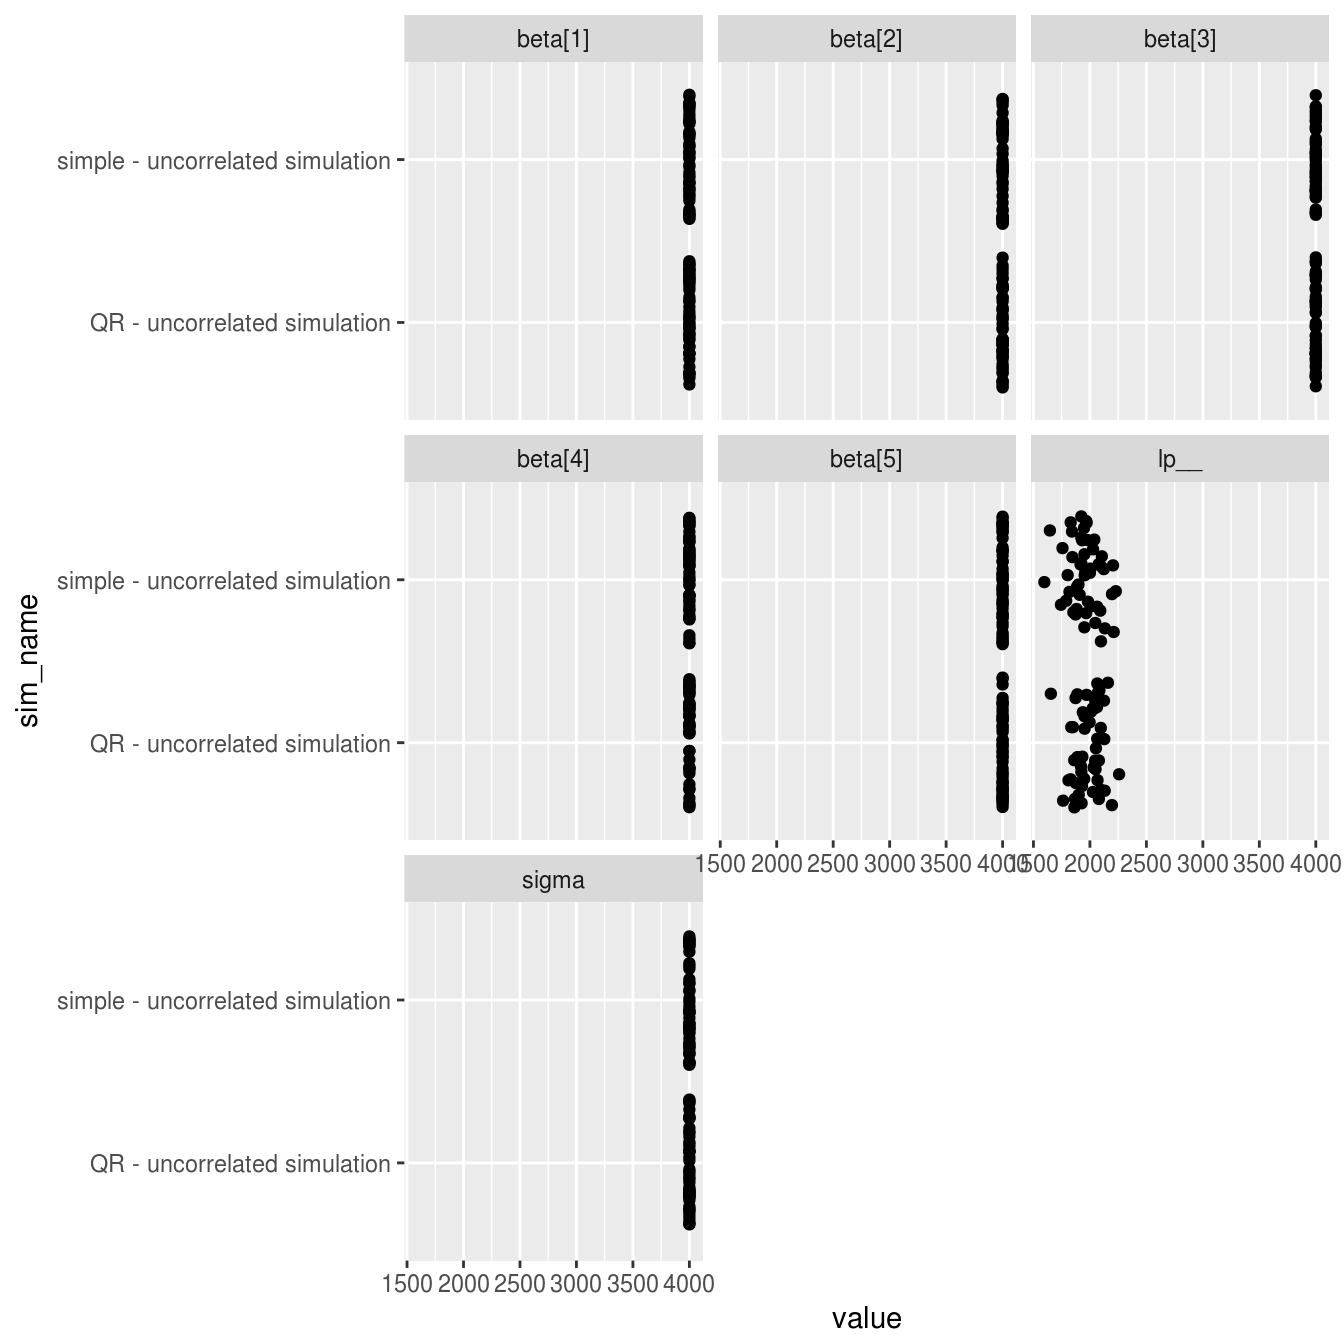 beta[1]
beta[2]
beta[3]
simple - uncorrelated simulation
QR - uncorrelated simulation
beta[4]
beta[5]
lp__
simple - uncorrelated simulation
QR - uncorrelated simulation
1500 2000 2500 3000 3500 4000
1500 2000 2500 3000 3500 4000
sigma
simple - uncorrelated simulation
QR - uncorrelated simulation
1500 2000 2500 3000 3500 4000
value
sim_name